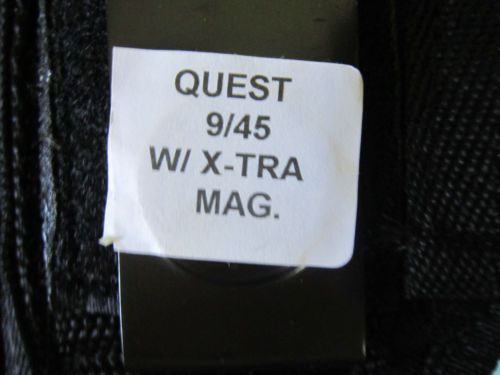 QUEST
9/45
W/ X-TRA
MAG.